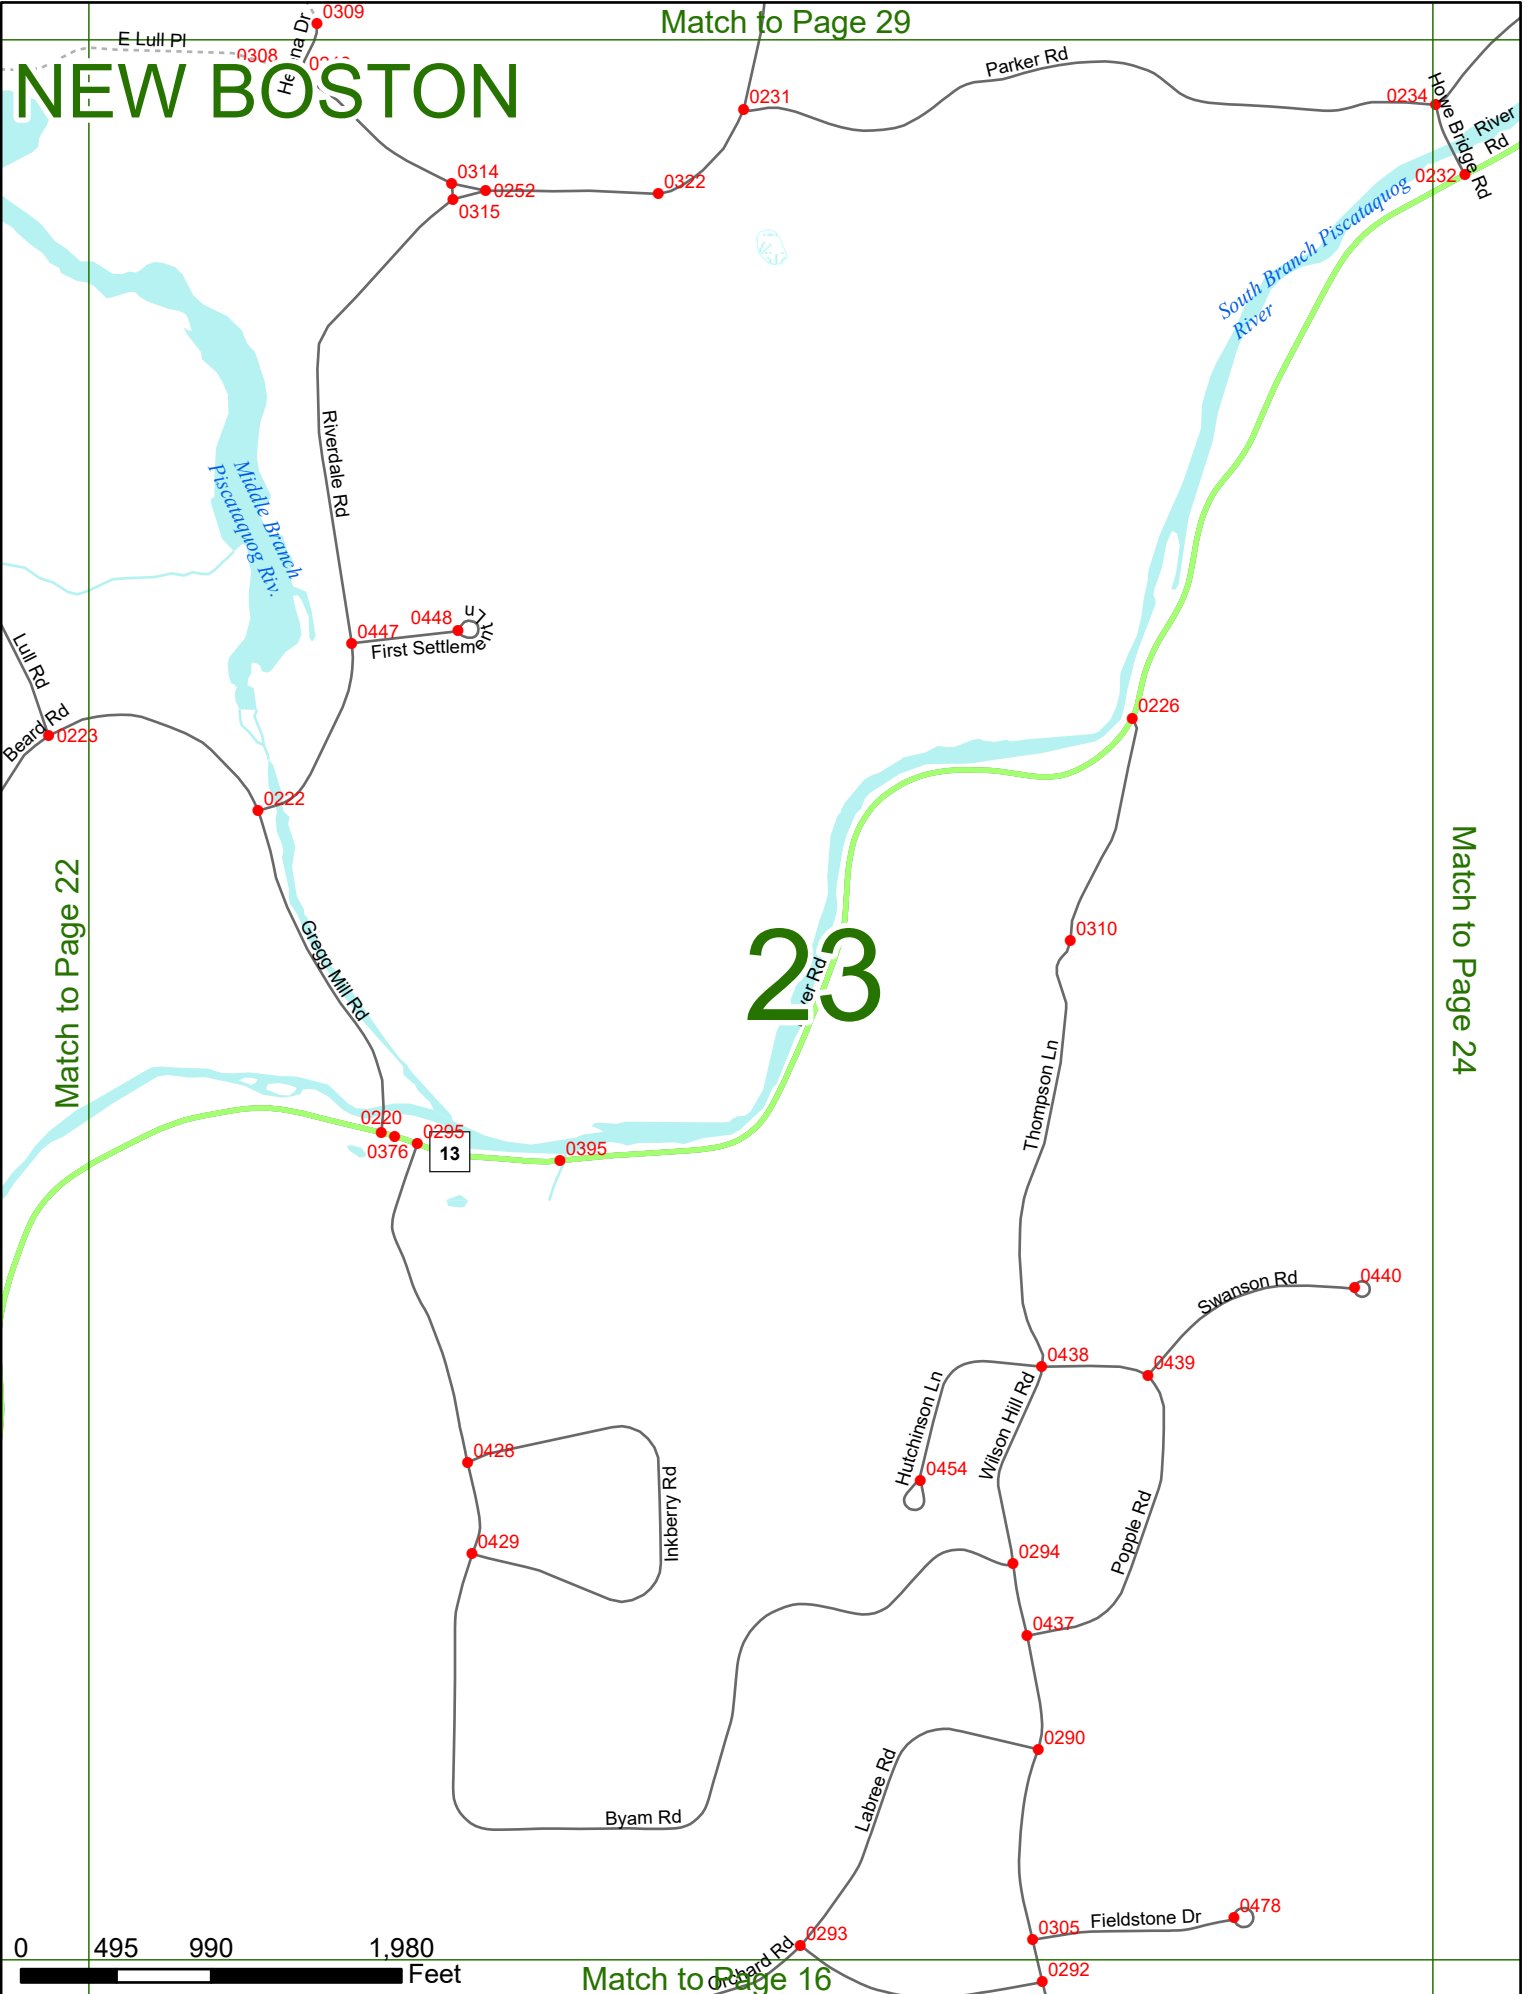 0309
Match to Page 29
E Lull Pl
0308
NEW BOSTON
Parker Rd
0231
0234
Howe Bridge Rd
River
Rd
0314
0252
0315
0322
0232
South Branch Piscataquog
River
Riverdale Rd
Middle Branch
Piscataquog Riv.
0448
0447
First Settlement Ln
Lull Rd
Beard Rd
0223
0226
0222
Match to Page 22
Match to Page 24
Gregg Mill Rd
0310
23
Thompson Ln
0220
0376
0295
13
0395
Swanson Rd
0440
0438
0439
Hutchinson Ln
Wilson Hill Rd
0428
0454
Inkberry Rd
Popple Rd
0429
0294
0437
0290
Labree Rd
Byam Rd
0478
Fieldstone Dr
0305
0293
Orchard Rd
0292
0 495 990 1,980
Feet
Match to Page 16